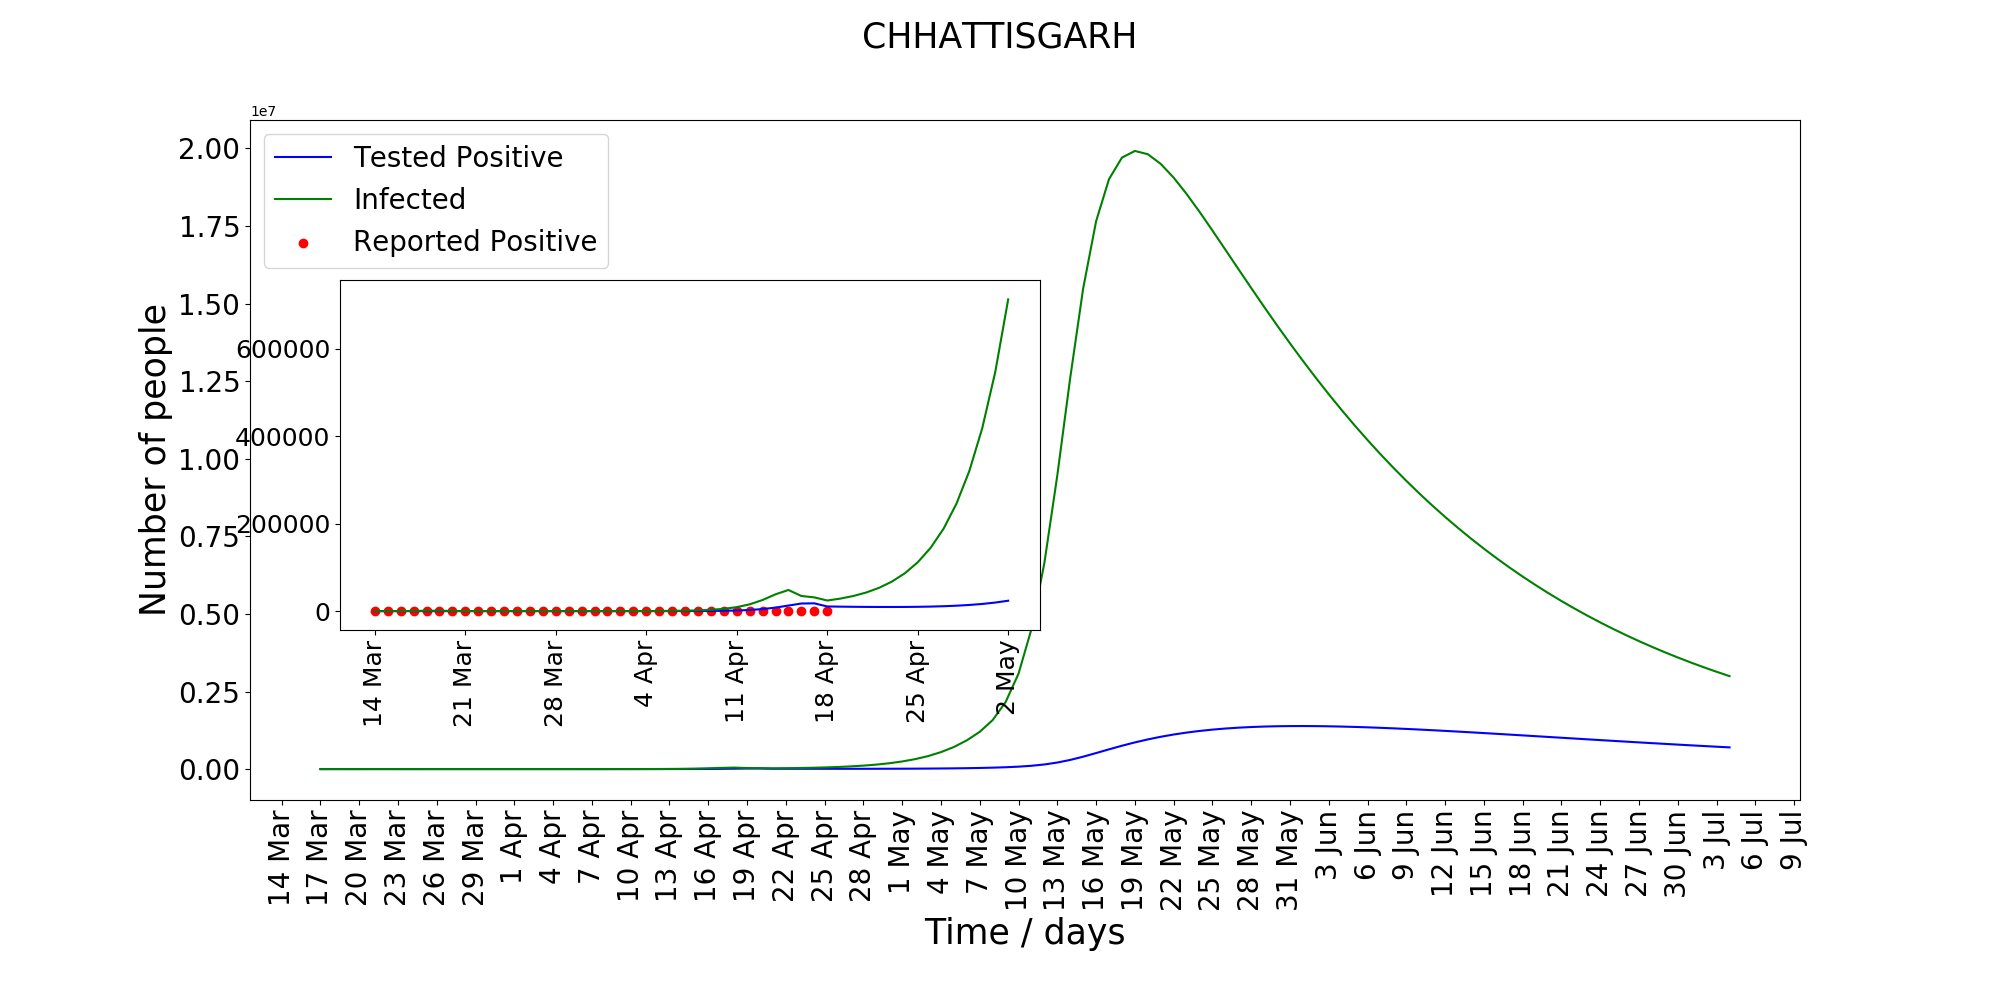 CHHATTISGARH
1e7
2.00
1.75
1.50
1.25
1.00
0.75
0.50
0.25
0.00
Number of people
Tested Positive
Infected
Reported Positive
600000
400000
200000
0
14 Mar
21 Mar
28 Mar
4 Apr
11 Apr
18 Apr
25 Apr
2 May
14 Mar
17 Mar
20 Mar
23 Mar
26 Mar
29 Mar
1 Apr
4 Apr
7 Apr
10 Apr
13 Apr
16 Apr
19 Apr
22 Apr
25 Apr
28 Apr
1 May
4 May
7 May
10 May
13 May
16 May
19 May
22 May
25 May
28 May
31 May
3 Jun
6 Jun
9 Jun
12 Jun
15 Jun
18 Jun
21 Jun
24 Jun
27 Jun
30 Jun
3 Jul
6 Jul
9 Jul
Time / days